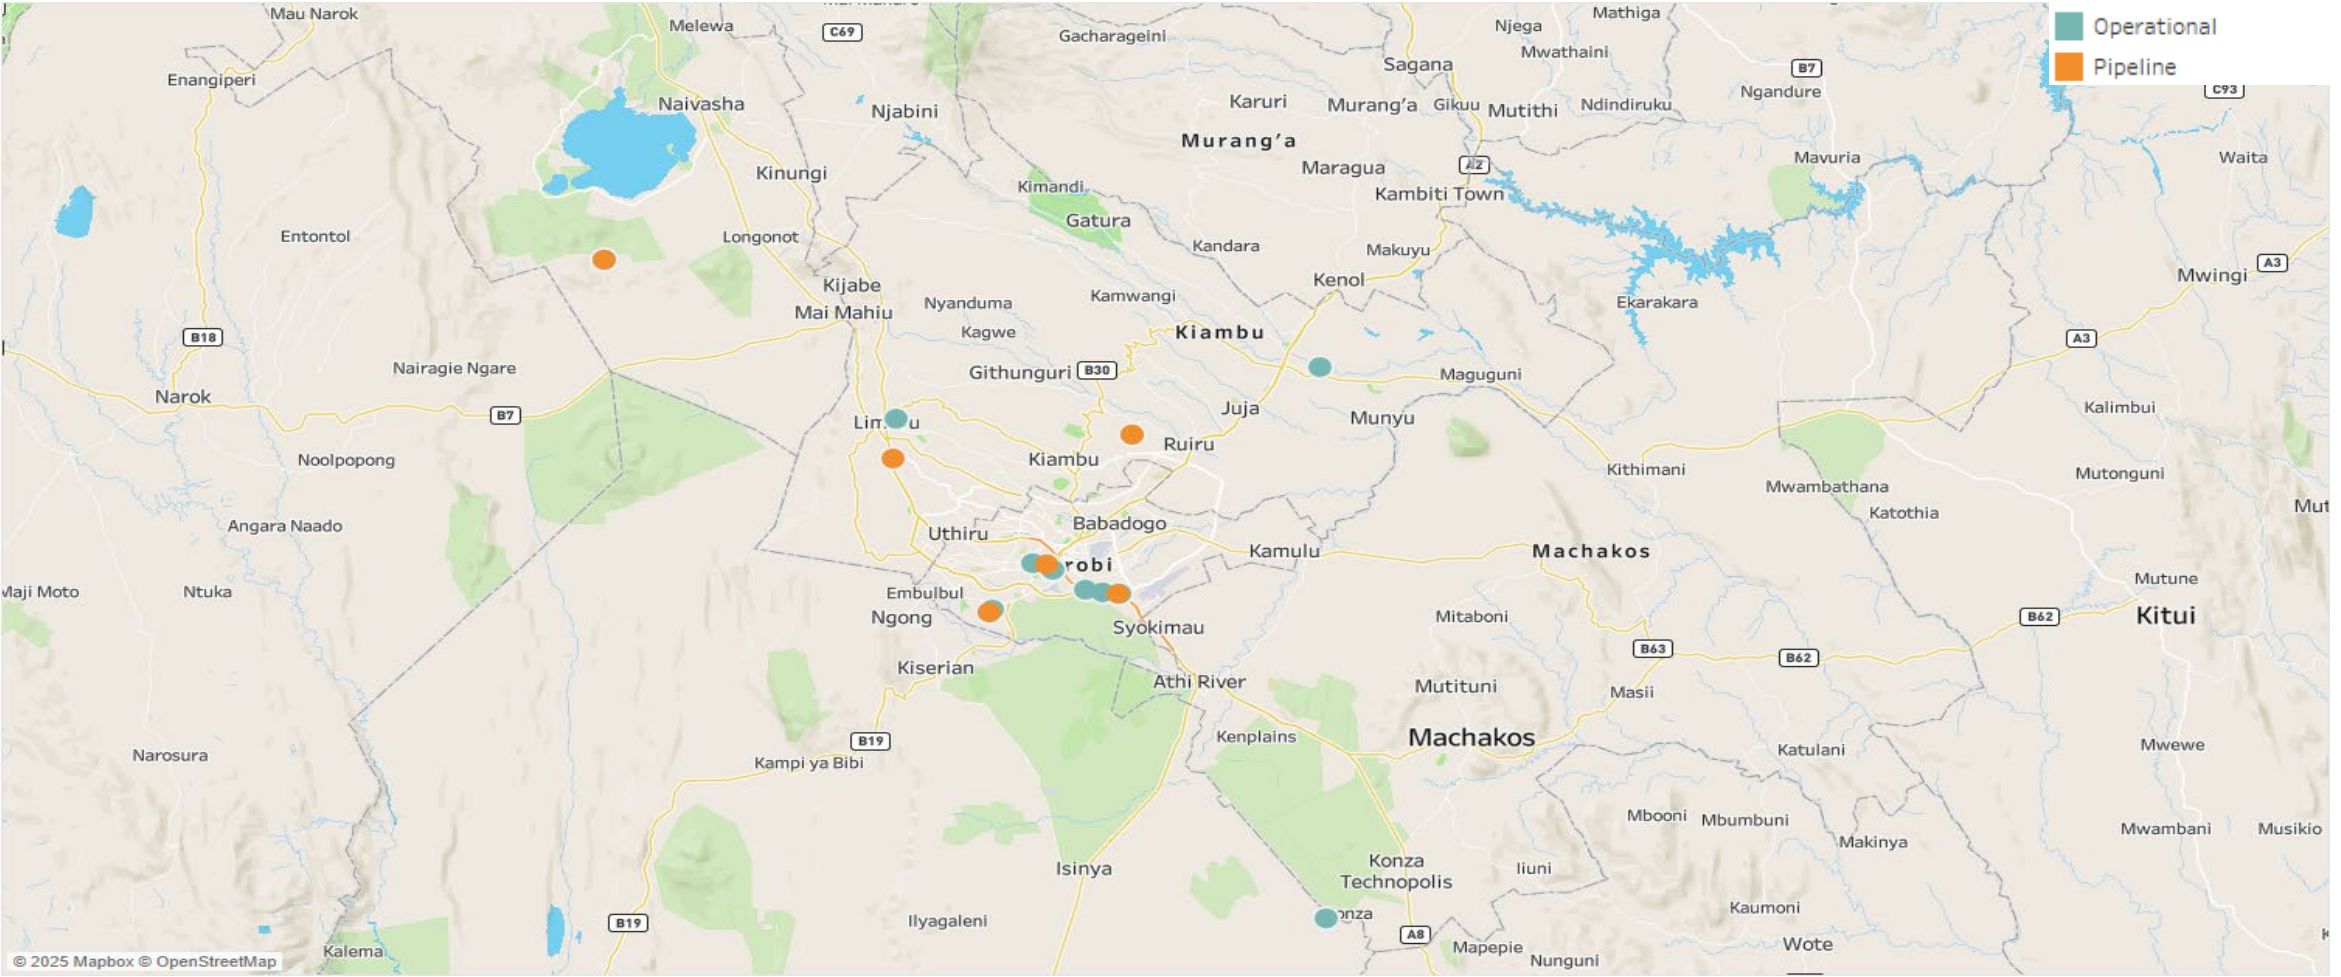 Mau Narok
Melewa
C69
Gacharageini
Njega
Mathiga
Operational
Mwathaini
Pipeline
Sagana
B7
Enangiperi
Ngandure
C93
Naivasha
Njabini
Karuri
Murang'a
Gikuu
Mutithi
Ndindiruku
Murang'a
A2
Mavuria
Waita
Kinungi
Maragua
Kimandi
Kambiti Town
Gatura
Entontol
Longonot
Kandara
Makuyu
A3
Mwingi
Kijabe
Kenol
Nyanduma
Kamwangi
Ekarakara
Mai Mahiu
Kagwe
Kiambu
B18
A3
Nairagie Ngare
Githunguri
B30
Maguguni
Narok
B7
Juja
Munyu
Kalimbui
Lim
u
Ruiru
Noolpopong
Kiambu
Kithimani
Mutonguni
Mwambathana
Mut
Katothia
Angara Naado
Uthiru
Babadogo
Kamulu
Machakos
robi
Mutune
Maji Moto
Ntuka
Embulbul
Ngong
Syokimau
Mitaboni
B62
Kitui
B63
B62
Kiserian
Athi River
Mutituni
Masii
Kenplains
Machakos
B19
Narosura
Kampi ya Bibi
Katulani
Mwewe
Mbooni
Mbumbuni
Mwambani
Musikio
Makinya
Isinya
Konza
Technopolis
Iiuni
Kaumoni
onza
Ilyagaleni
B19
A8
Wote
Kalema
Mapepie
Nunguni
© 2025 Mapbox © OpenStreetMap